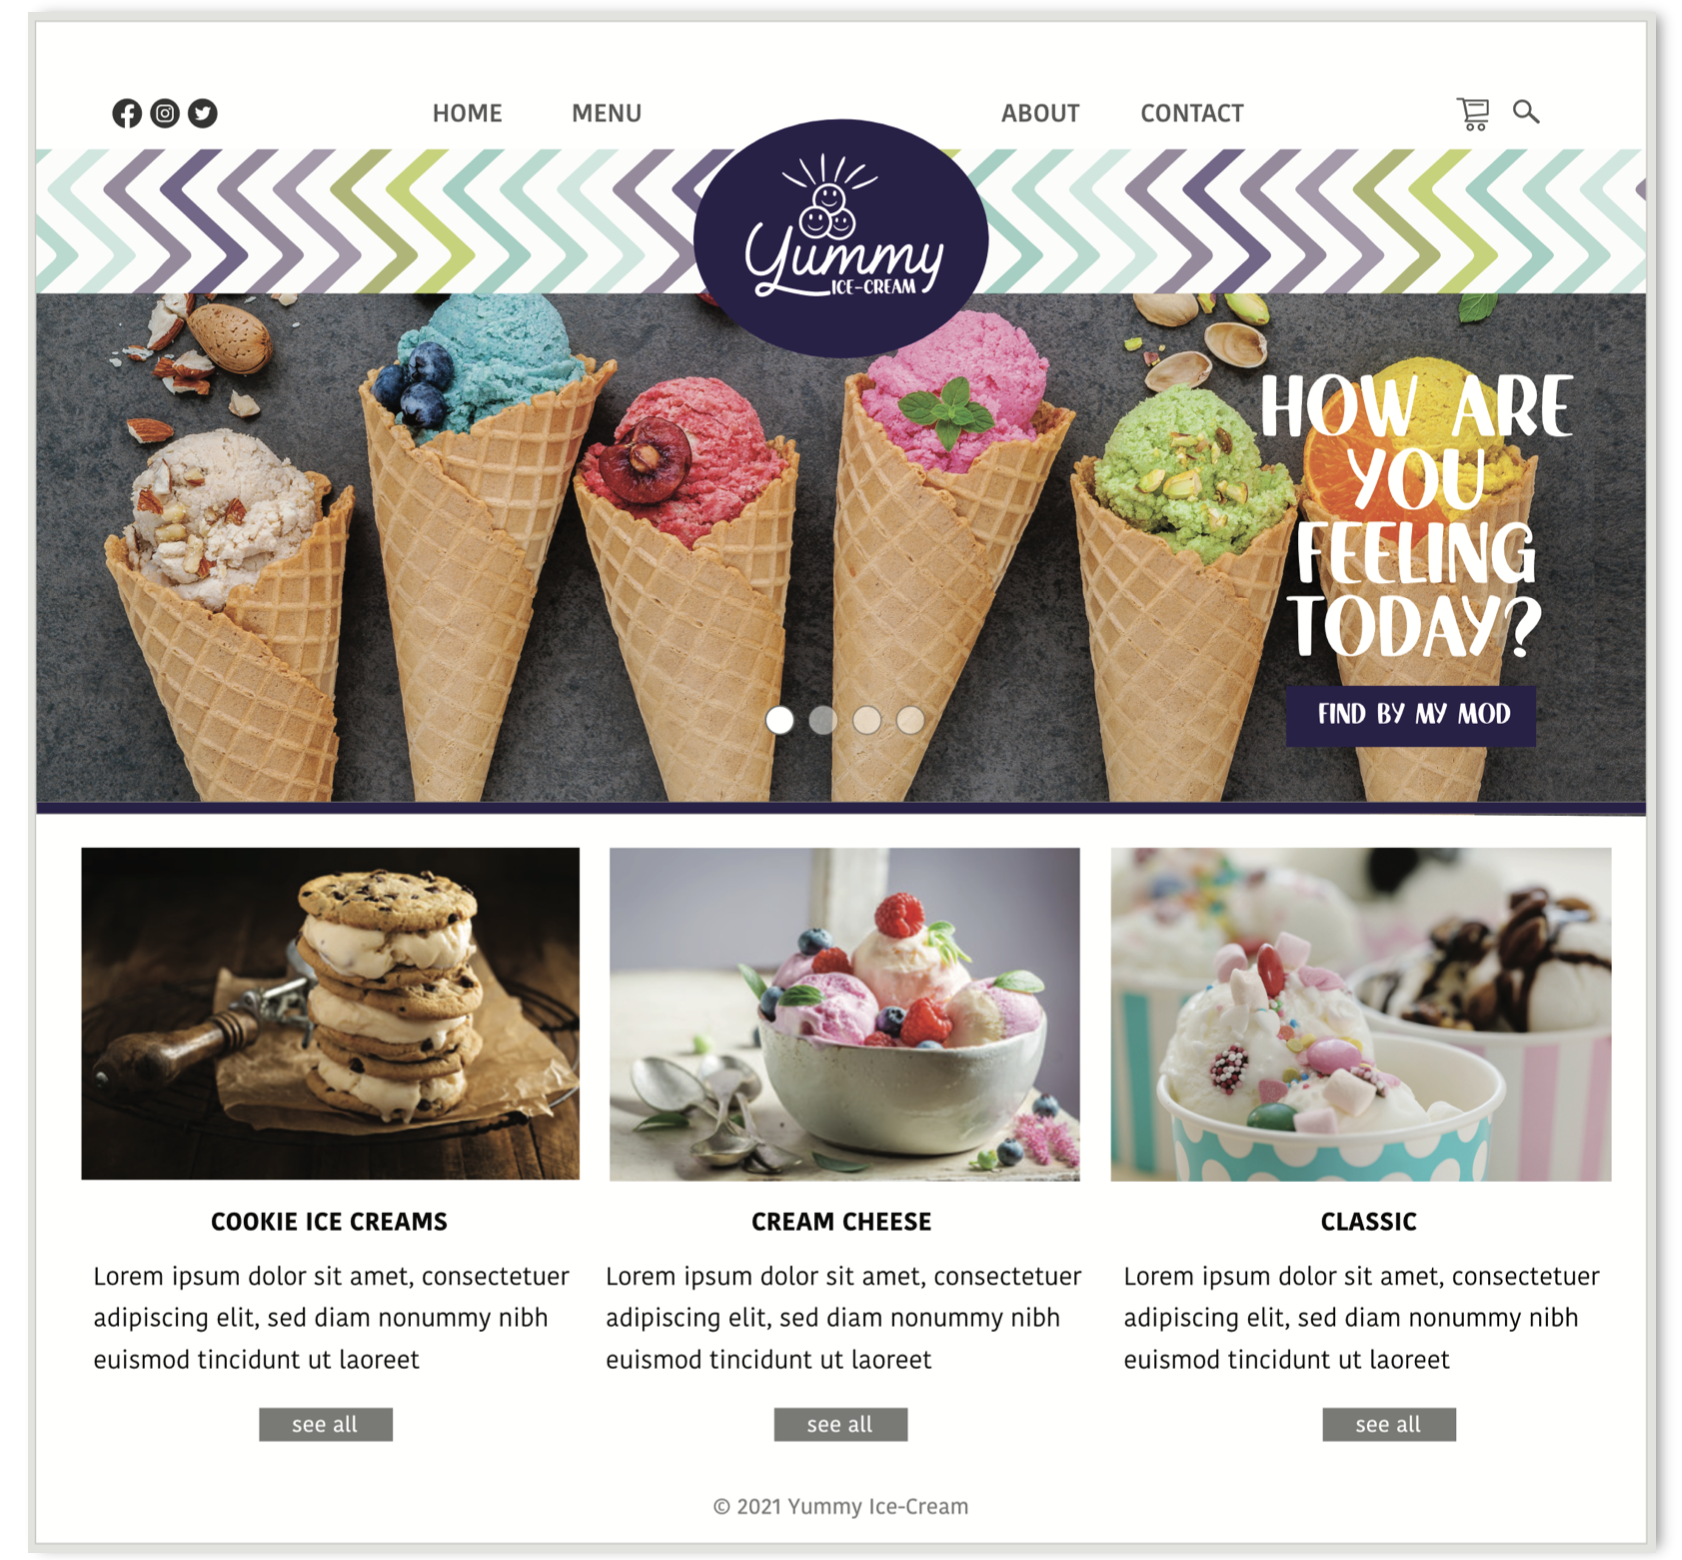 HOME MENU ABOUT CONTACT
Yummy
ICE-CREAM
HOW ARE
YOU
FEELING
TODAY?
FIND BY MY MOD
COOKIE ICE CREAMS
Lorem ipsum dolor sit amet, consectetuer
adipiscing elit, sed diam nonummy nibh
euismod tincidunt ut laoreet
see all
CREAM CHEESE
Lorem ipsum dolor sit amet, consectetuer
adipiscing elit, sed diam nonummy nibh
euismod tincidunt ut laoreet
see all
CLASSIC
Lorem ipsum dolor sit amet, consectetuer
adipiscing elit, sed diam nonummy nibh
euismod tincidunt ut laoreet
see all
© 2021 Yummy Ice-Cream